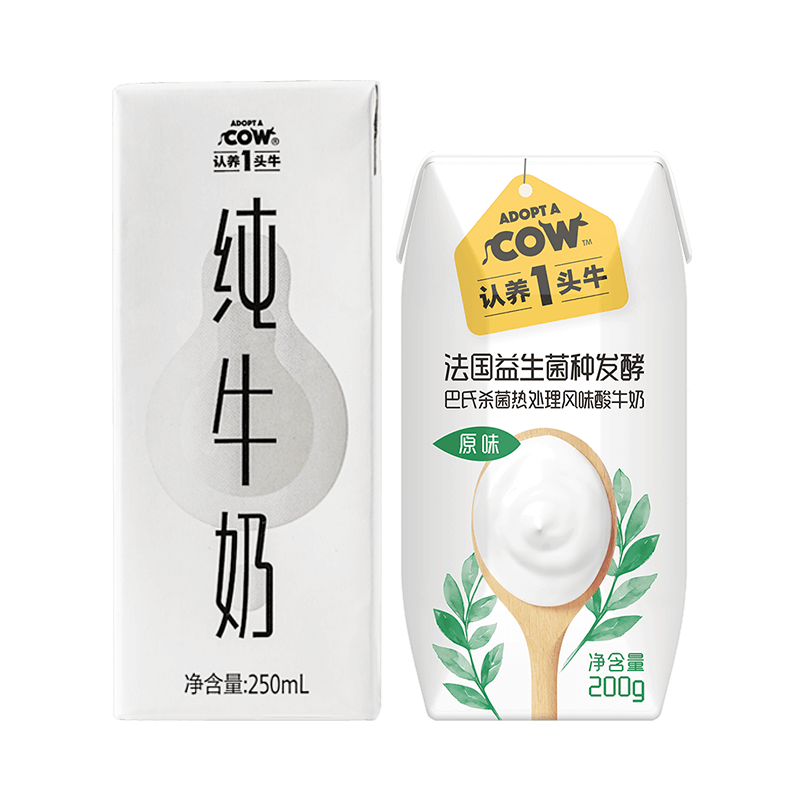 ADOPT A
COW®
认养1头牛
纯牛奶
净含量:250mL
ADOPT A
COW™
认养1头牛
法国益生菌种发酵
巴氏杀菌热处理风味酸牛奶
原味
净含量
200g